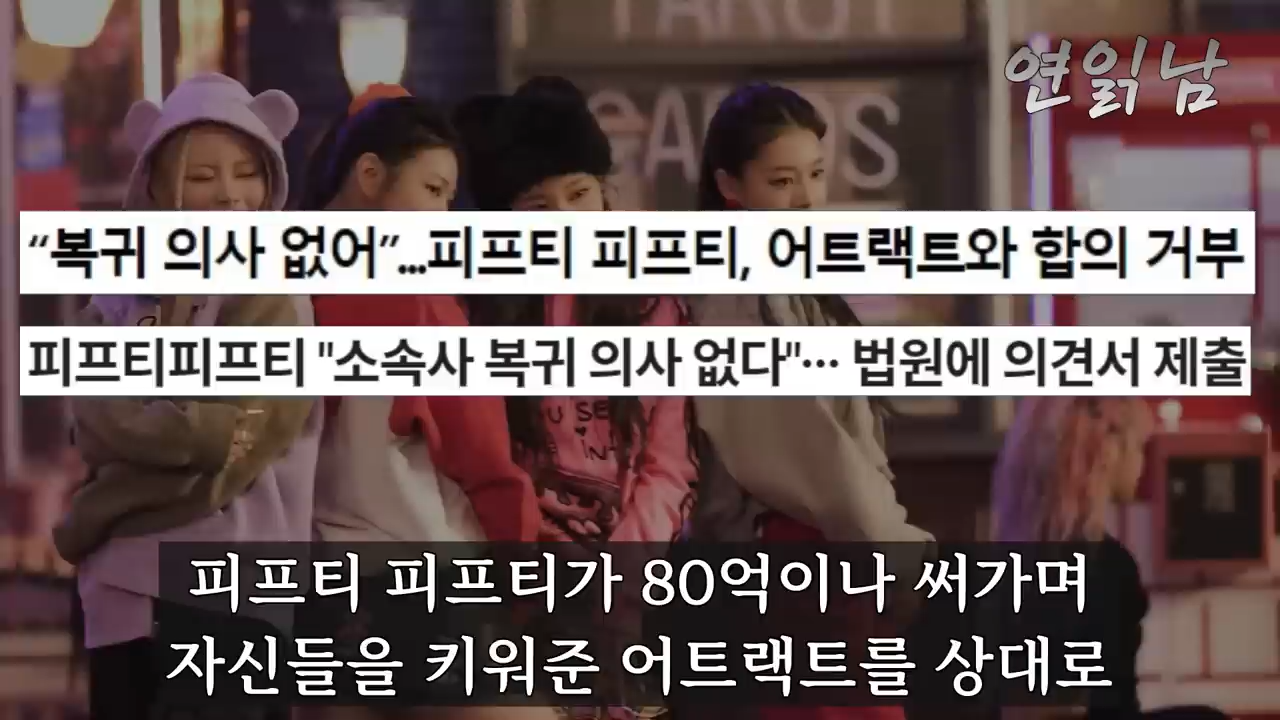 TAROT
연읽남
CARDS
“복귀 의사 없어”...피프티 피프티, 어트랙트와 합의 거부
피프티피프티 "소속사 복귀 의사 없다"… 법원에 의견서 제출
피프티 피프티가 80억이나 써가며
자신들을 키워준 어트랙트를 상대로